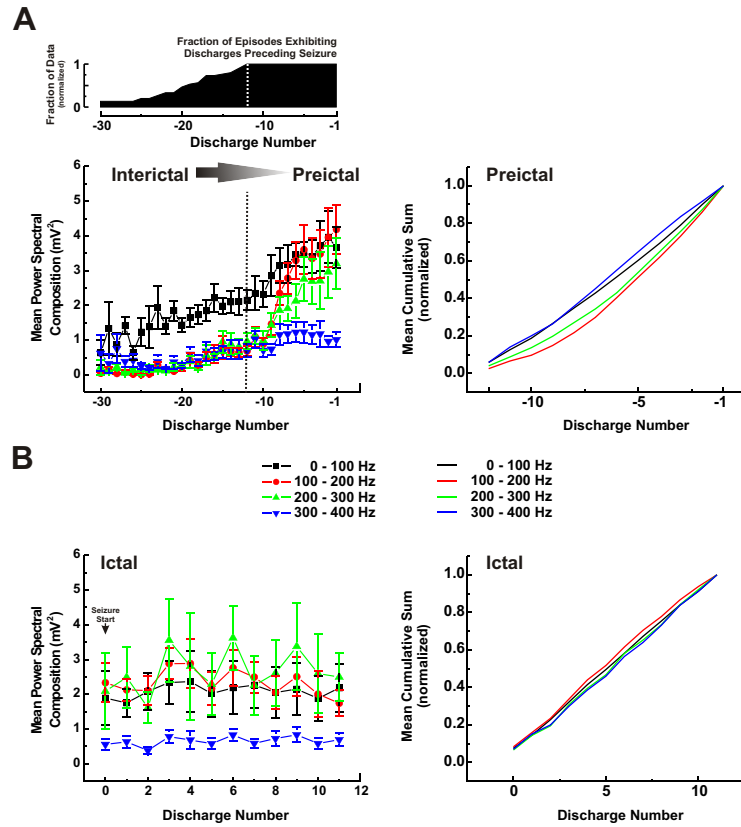 A
Fraction of Episodes Exhibiting
Discharges Preceding Seizure
Fraction of Data
(normalized)
1
0
-30
-20
-10
-1
Discharge Number
Interictal
Preictal
Mean Power Spectral
Composition (mV²)
6
5
4
3
2
1
0
-30
-20
-10
-1
Discharge Number
Preictal
Mean Cumulative Sum
(normalized)
1.0
0.8
0.6
0.4
0.2
0.0
-10
-5
-1
Discharge Number
B
0 - 100 Hz
100 - 200 Hz
200 - 300 Hz
300 - 400 Hz
0 - 100 Hz
100 - 200 Hz
200 - 300 Hz
300 - 400 Hz
Ictal
Seizure
Start
Mean Power Spectral
Composition (mV²)
6
5
4
3
2
1
0
0
2
4
6
8
10
12
Discharge Number
Ictal
Mean Cumulative Sum
(normalized)
1.0
0.8
0.6
0.4
0.2
0.0
0
5
10
Discharge Number